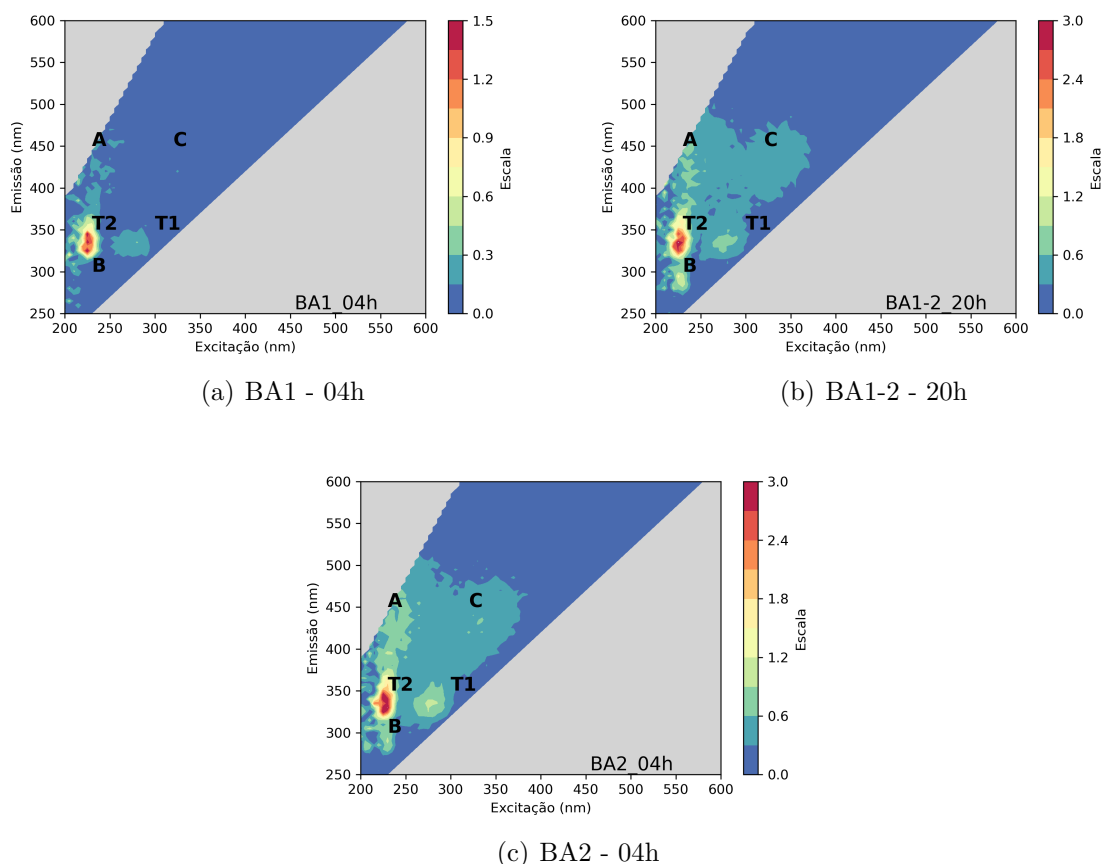 600
550
500
450
400
350
300
250
Emissão (nm)
A
C
T2
T1
B
BA1_04h
200 250 300 350 400 450 500 550 600
Excitação (nm)
1.5
1.2
0.9
0.6
0.3
0.0
Escala
(a) BA1 - 04h
600
550
500
450
400
350
300
250
Emissão (nm)
A
C
T2
T1
B
BA1-2_20h
200 250 300 350 400 450 500 550 600
Excitação (nm)
3.0
2.4
1.8
1.2
0.6
0.0
Escala
(b) BA1-2 - 20h
600
550
500
450
400
350
300
250
Emissão (nm)
A
C
T2
T1
B
BA2_04h
200 250 300 350 400 450 500 550 600
Excitação (nm)
3.0
2.4
1.8
1.2
0.6
0.0
Escala
(c) BA2 - 04h